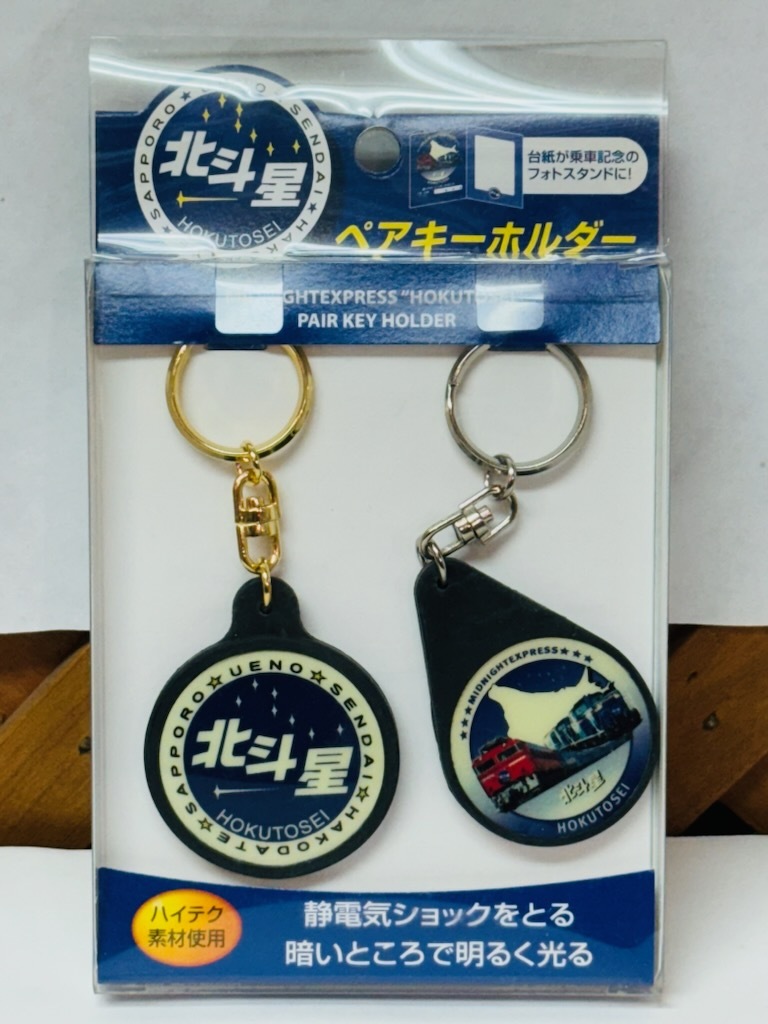 SAPPORO ★ UENO ★ SENDAI ★ HAKODATE
北斗星
HOKUTOSEI
台紙が乗車記念の
フォトスタンドに!
ペアキーホルダー
"HOKUTOSEI"
PAIR KEY HOLDER
SAPPORO☆UENO☆SENDAI☆HAKODATE☆
北斗星
HOKUTOSEI
★★★MIDNIGHTEXPRESS★★★
北斗星
HOKUTOSEI
ハイテク
素材使用
静電気ショックをとる
暗いところで明るく光る